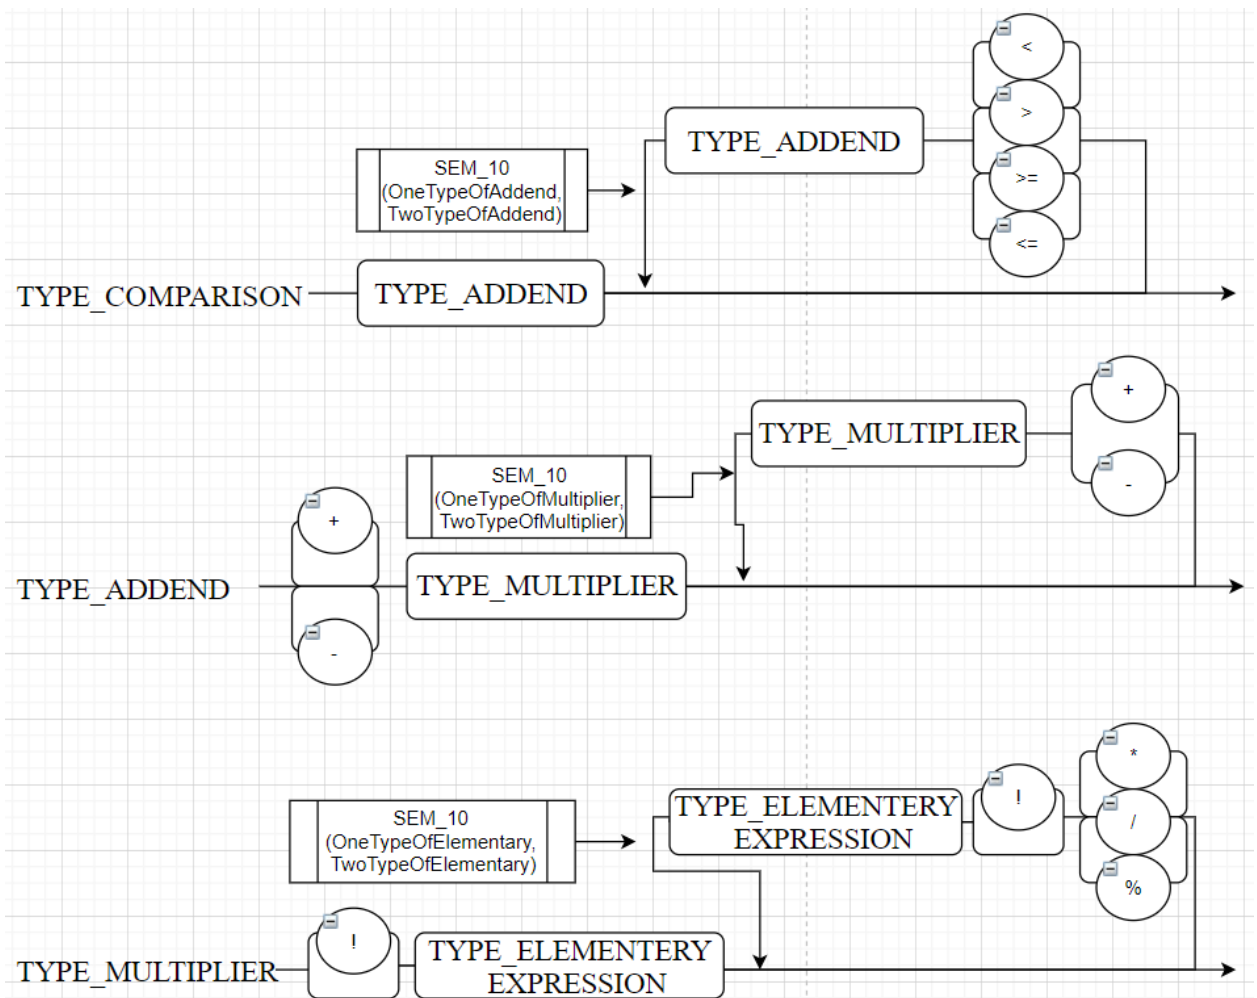 <
TYPE_ADDEND
>
SEM_10
(OneTypeOfAddend,
TwoTypeOfAddend)
>=
<=
TYPE_COMPARISON
TYPE_ADDEND
+
TYPE_MULTIPLIER
SEM_10
(OneTypeOfMultiplier,
TwoTypeOfMultiplier)
-
+
TYPE_ADDEND
TYPE_MULTIPLIER
-
*
TYPE_ELEMENTERY
EXPRESSION
!
/
SEM_10
(OneTypeOfElementary,
TwoTypeOfElementary)
%
TYPE_MULTIPLIER
!
TYPE_ELEMENTERY
EXPRESSION